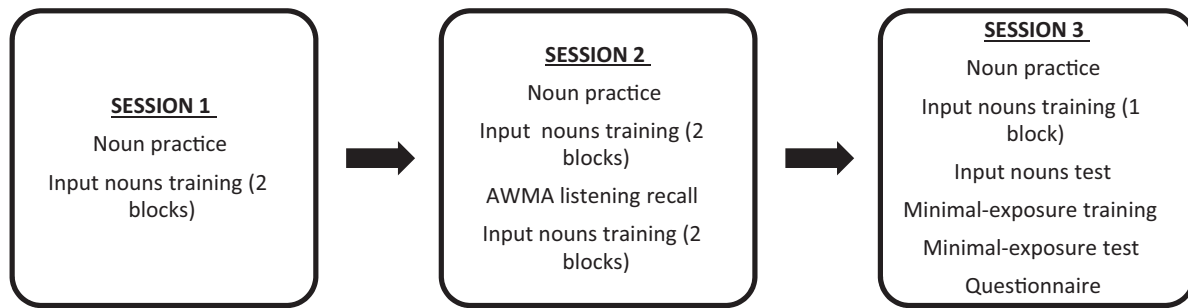 SESSION 1
Noun practice
Input nouns training (2
blocks)
SESSION 2
Noun practice
Input nouns training (2
blocks)
AWMA listening recall
Input nouns training (2
blocks)
SESSION 3
Noun practice
Input nouns training (1
block)
Input nouns test
Minimal-exposure training
Minimal-exposure test
Questionnaire